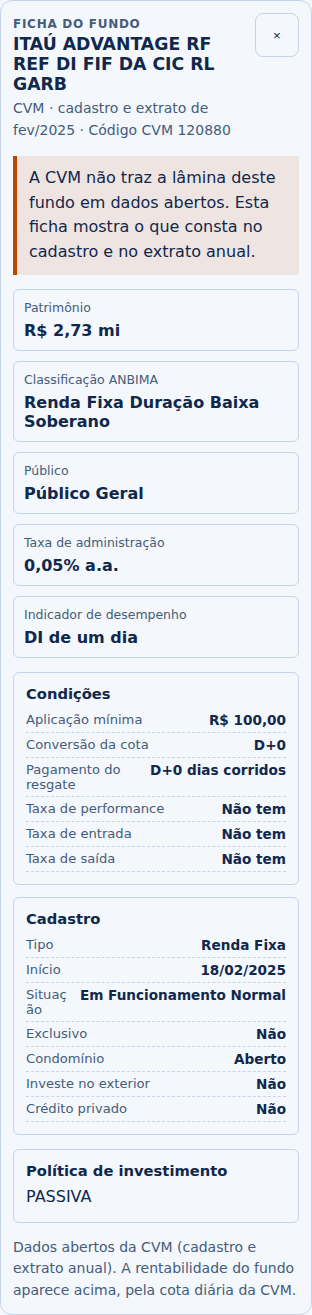 FICHA DO FUNDO
ITAÚ ADVANTAGE RF
REF DI FIF DA CIC RL
GARB
×
CVM · cadastro e extrato de
fev/2025 · Código CVM 120880
A CVM não traz a lâmina deste
fundo em dados abertos. Esta
ficha mostra o que consta no
cadastro e no extrato anual.
Patrimônio
R$ 2,73 mi
Classificação ANBIMA
Renda Fixa Duração Baixa
Soberano
Público
Público Geral
Taxa de administração
0,05% a.a.
Indicador de desempenho
DI de um dia
Condições
Aplicação mínima R$ 100,00
Conversão da cota D+0
Pagamento do D+0 dias corridos
resgate
Taxa de performance Não tem
Taxa de entrada Não tem
Taxa de saída Não tem
Cadastro
Tipo Renda Fixa
Início 18/02/2025
Situaç Em Funcionamento Normal
ão
Exclusivo Não
Condomínio Aberto
Investe no exterior Não
Crédito privado Não
Política de investimento
PASSIVA
Dados abertos da CVM (cadastro e
extrato anual). A rentabilidade do fundo
aparece acima, pela cota diária da CVM.